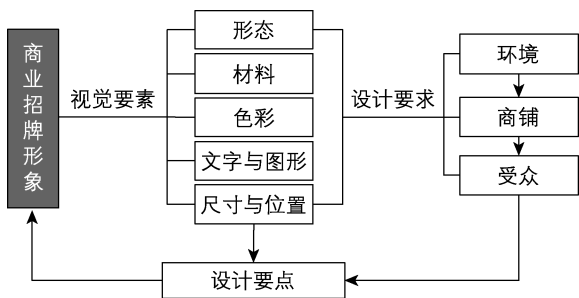 商业招牌形象
视觉要素
形态
材料
色彩
文字与图形
尺寸与位置
设计要求
环境
商铺
受众
设计要点